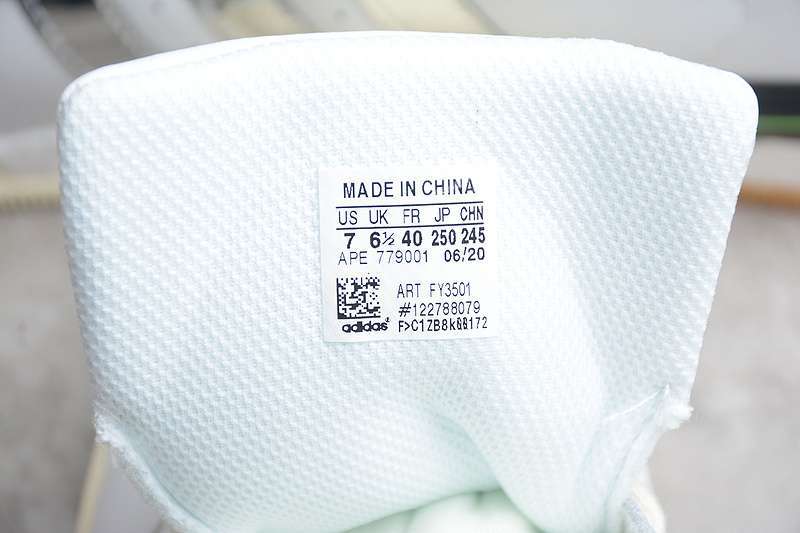 MADE IN CHINA
US UK FR JP CHN
7 6½ 40 250 245
APE 779001 06/20
ART FY3501
#122788079
adidas